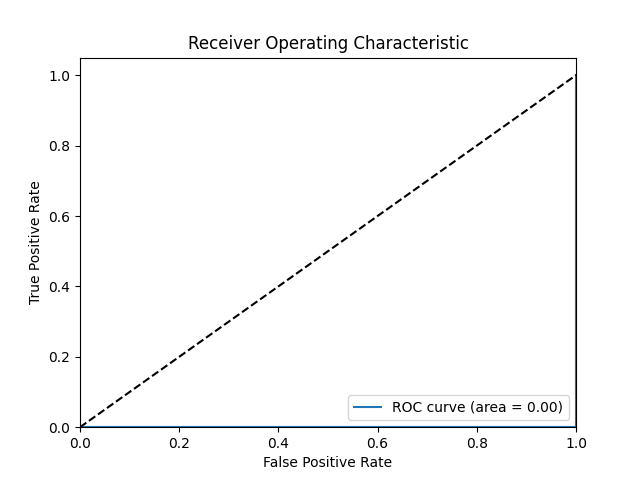 Receiver Operating Characteristic
True Positive Rate
1.0
0.8
0.6
0.4
0.2
0.0
ROC curve (area = 0.00)
0.0 0.2 0.4 0.6 0.8 1.0
False Positive Rate